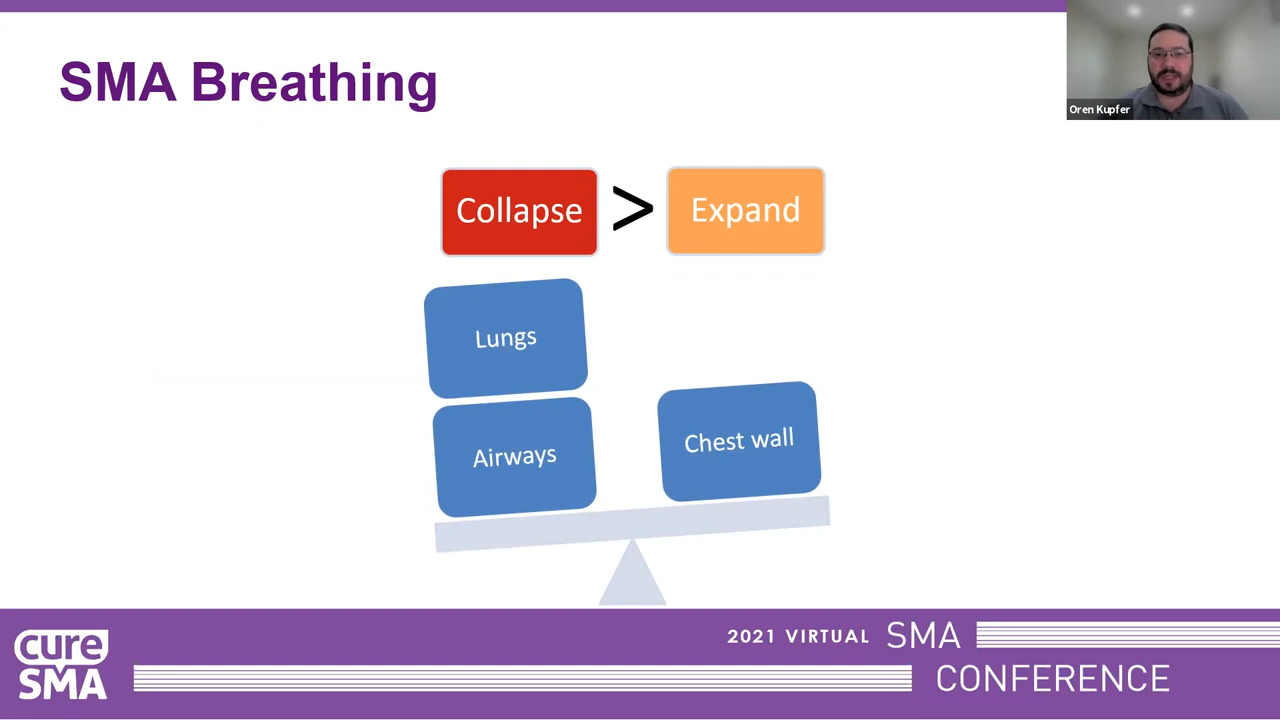 SMA Breathing
Oren Kupfer
Collapse > Expand
Lungs
Airways
Chest wall
cure
SMA
2021 VIRTUAL SMA
CONFERENCE